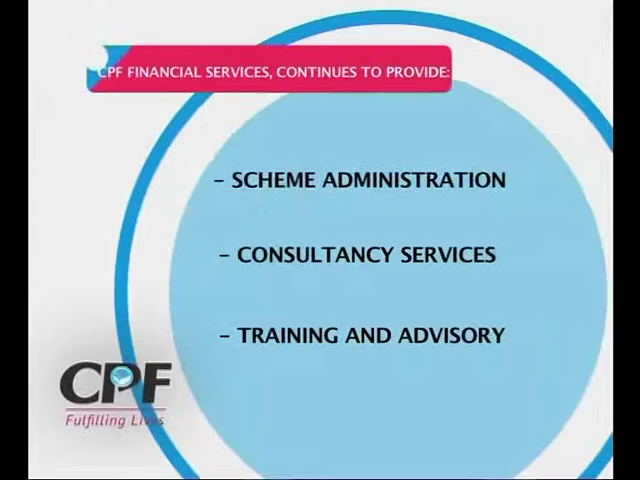 CPF FINANCIAL SERVICES, CONTINUES TO PROVIDE:
– SCHEME ADMINISTRATION
– CONSULTANCY SERVICES
– TRAINING AND ADVISORY
CPF
Fulfilling Lives